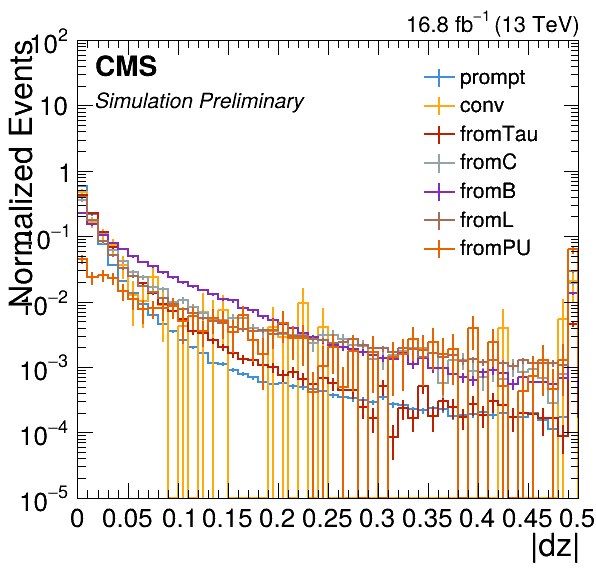 16.8 fb⁻¹ (13 TeV)
CMS
Simulation Preliminary
prompt
conv
fromTau
fromC
fromB
fromL
fromPU
Normalized Events
10²
10
1
10⁻¹
10⁻²
10⁻³
10⁻⁴
10⁻⁵
0 0.05 0.1 0.15 0.2 0.25 0.3 0.35 0.4 0.45 0.5
|dz|